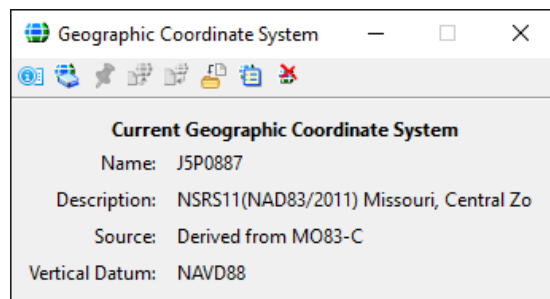 Geographic Coordinate System
Current Geographic Coordinate System
Name: J5P0887
Description: NSRS11(NAD83/2011) Missouri, Central Zo
Source: Derived from MO83-C
Vertical Datum: NAVD88